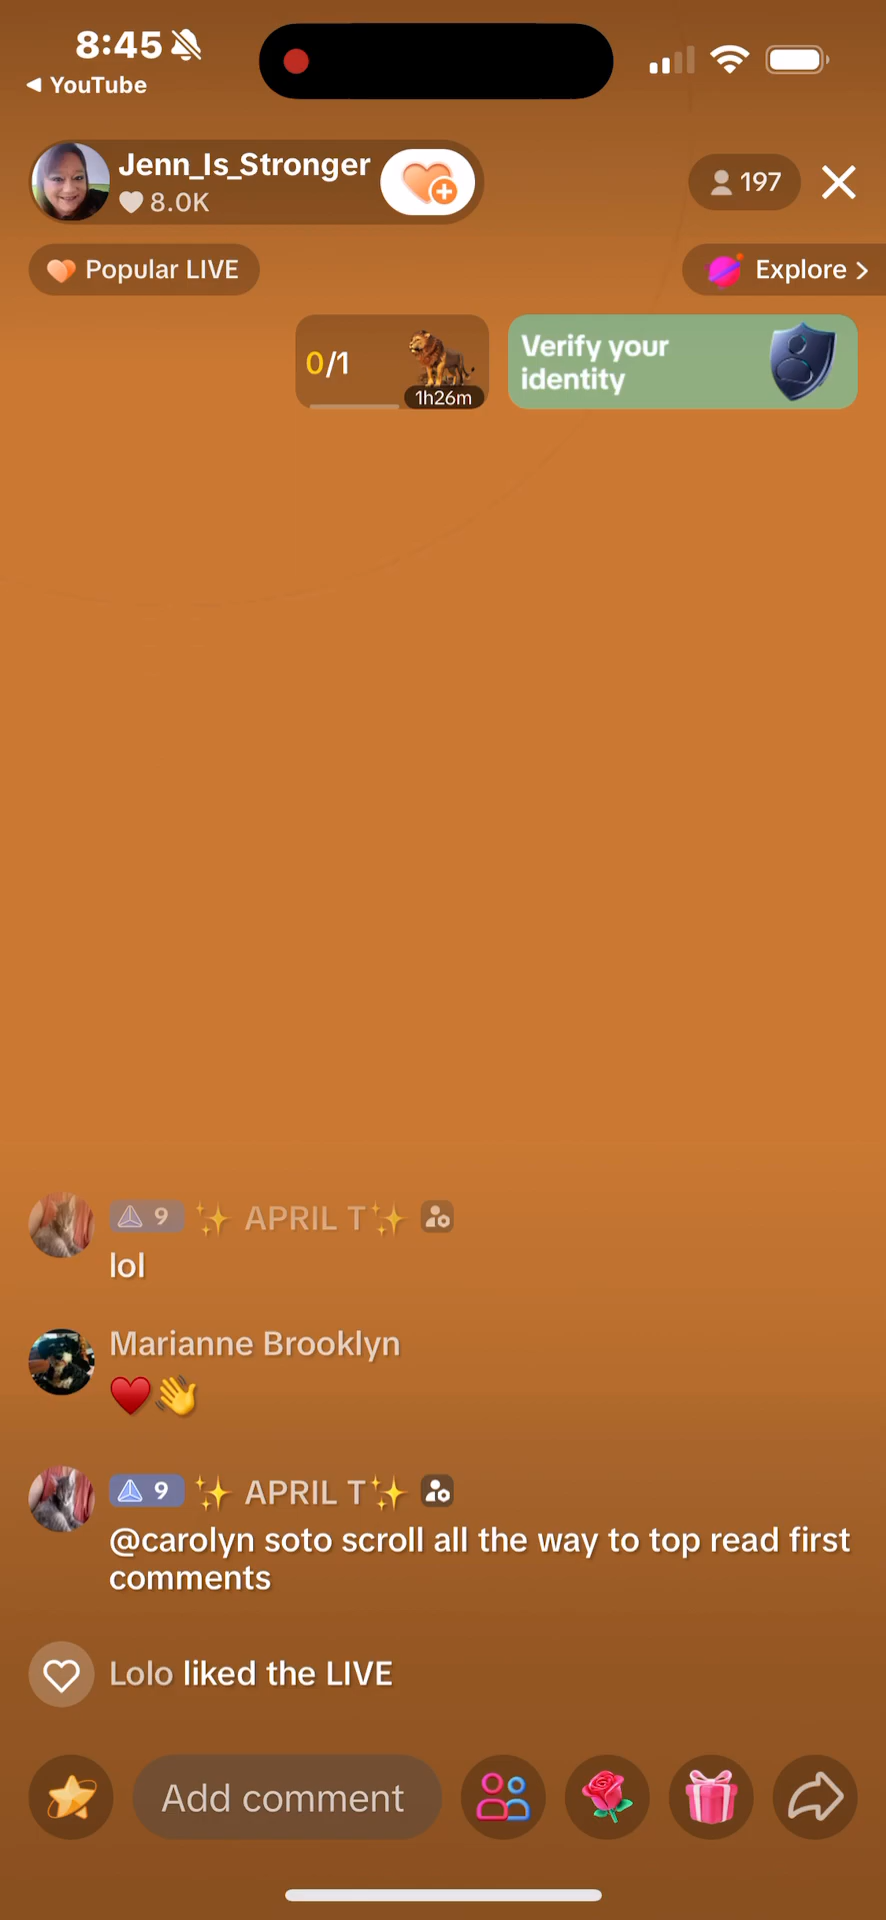 8:45
YouTube
Jenn_Is_Stronger
8.0K
197
Popular LIVE
Explore >
0/1
1h26m
Verify your
identity
9 ✨ APRIL T✨
lol
Marianne Brooklyn
♥️👋
9 ✨ APRIL T✨
@carolyn soto scroll all the way to top read first
comments
Lolo liked the LIVE
Add comment